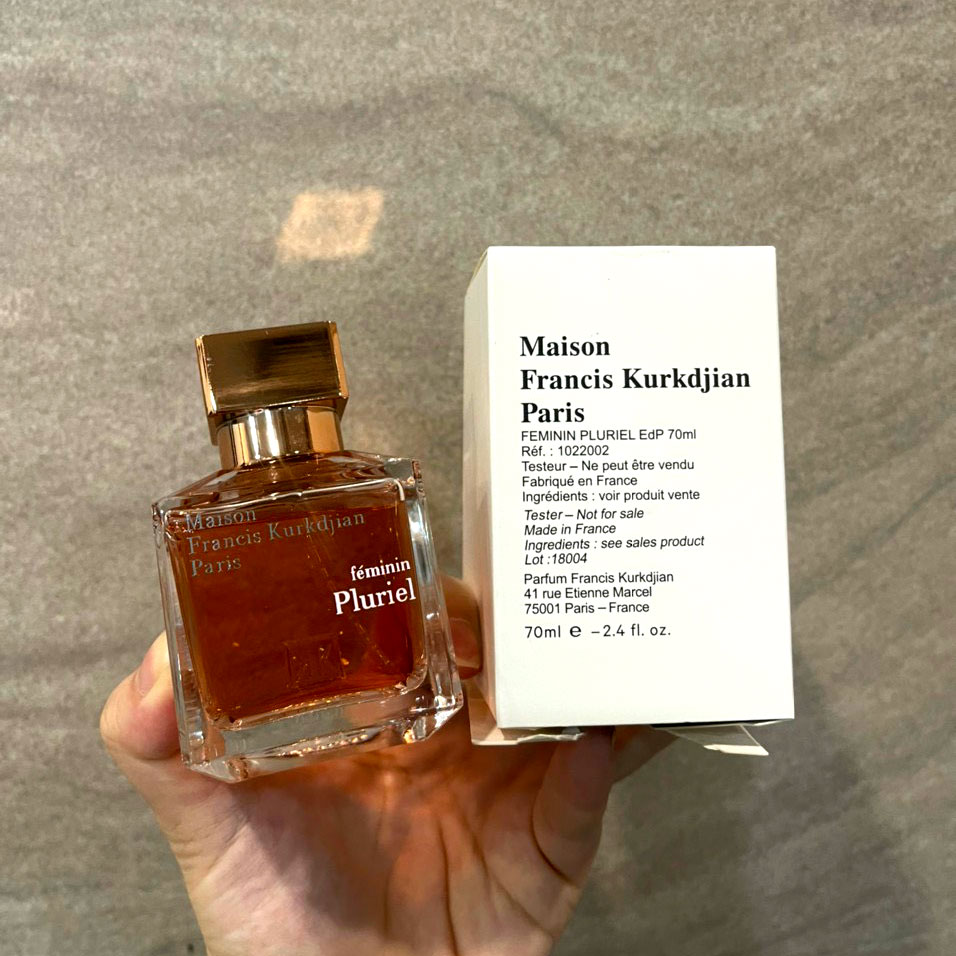 Maison
Francis Kurkdjian
Paris
féminin
Pluriel
Maison
Francis Kurkdjian
Paris
FEMININ PLURIEL EdP 70ml
Réf. : 1022002
Testeur – Ne peut être vendu
Fabriqué en France
Ingrédients : voir produit vente
Tester – Not for sale
Made in France
Ingredients : see sales product
Lot :18004
Parfum Francis Kurkdjian
41 rue Etienne Marcel
75001 Paris – France
70ml e – 2.4 fl. oz.